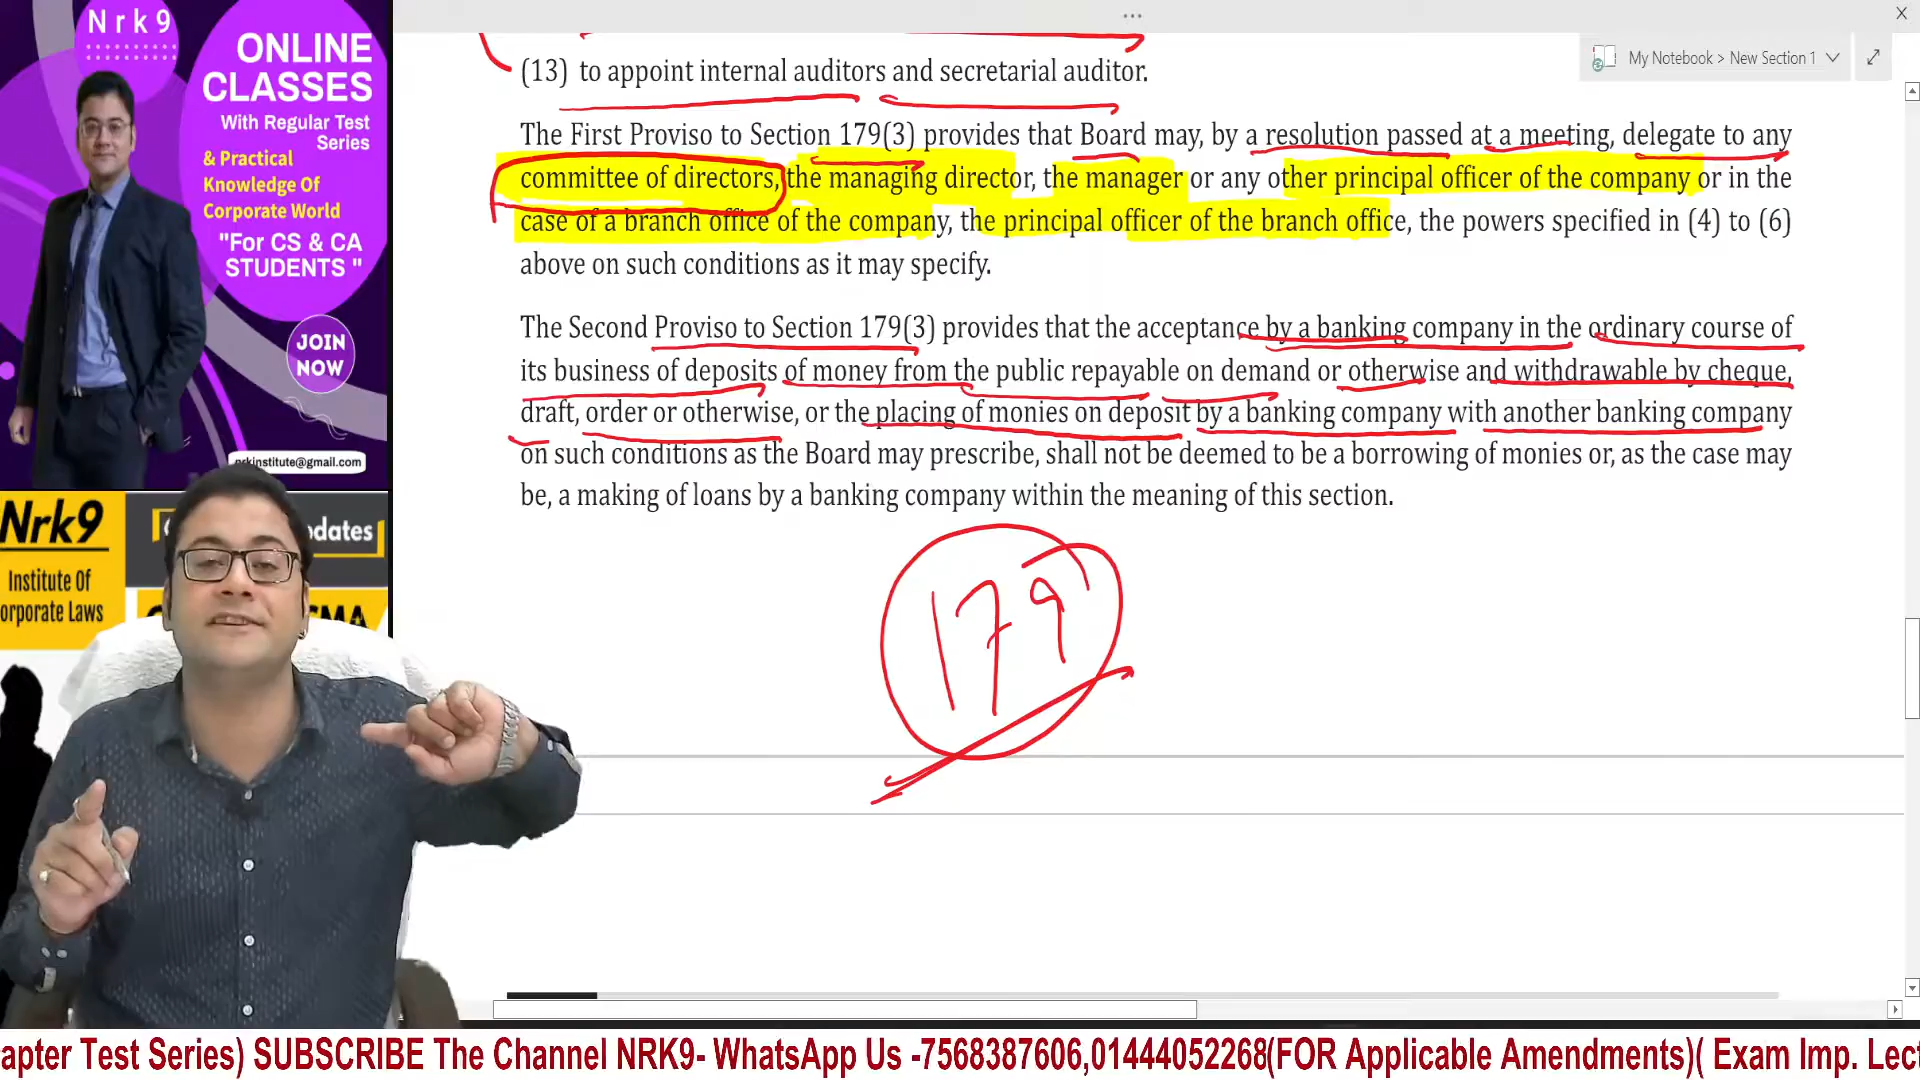 Nrk9
ONLINE
CLASSES
With Regular Test
Series
& Practical
Knowledge Of
Corporate World
"For CS & CA
STUDENTS "
JOIN
NOW
nrkinstitute@gmail.com
Nrk9
Institute Of
orporate Laws
dates
SMA
My Notebook > New Section 1
(13) to appoint internal auditors and secretarial auditor.
The First Proviso to Section 179(3) provides that Board may, by a resolution passed at a meeting, delegate to any
committee of directors, the managing director, the manager or any other principal officer of the company or in the
case of a branch office of the company, the principal officer of the branch office, the powers specified in (4) to (6)
above on such conditions as it may specify.
The Second Proviso to Section 179(3) provides that the acceptance by a banking company in the ordinary course of
its business of deposits of money from the public repayable on demand or otherwise and withdrawable by cheque,
draft, order or otherwise, or the placing of monies on deposit by a banking company with another banking company
on such conditions as the Board may prescribe, shall not be deemed to be a borrowing of monies or, as the case may
be, a making of loans by a banking company within the meaning of this section.
179
apter Test Series) SUBSCRIBE The Channel NRK9- WhatsApp Us -7568387606,01444052268(FOR Applicable Amendments)( Exam Imp. Lect